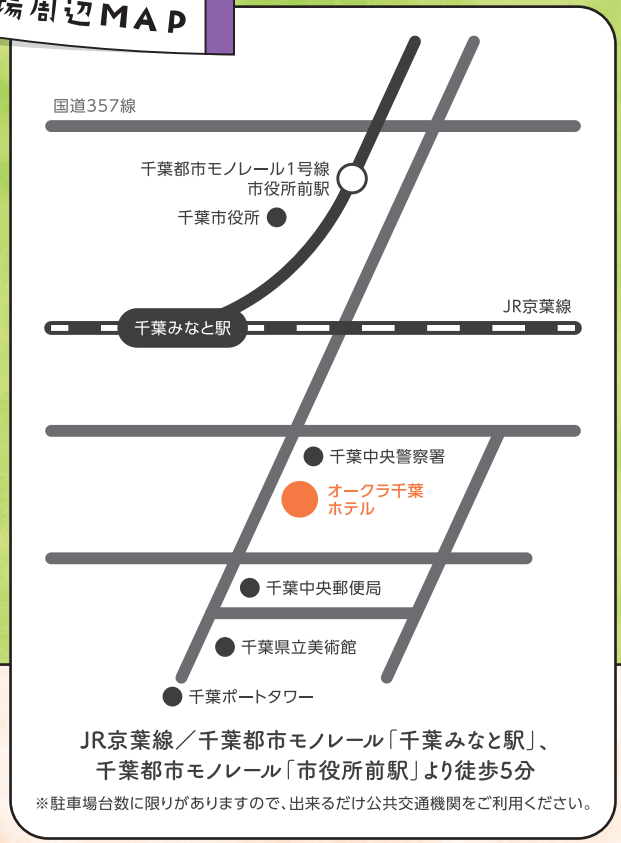 場周辺MAP
国道357線
千葉都市モノレール1号線
市役所前駅
千葉市役所
JR京葉線
千葉みなと駅
千葉中央警察署
オークラ千葉
ホテル
千葉中央郵便局
千葉県立美術館
千葉ポートタワー
JR京葉線／千葉都市モノレール「千葉みなと駅」、
千葉都市モノレール「市役所前駅」より徒歩5分
※駐車場台数に限りがありますので、出来るだけ公共交通機関をご利用ください。